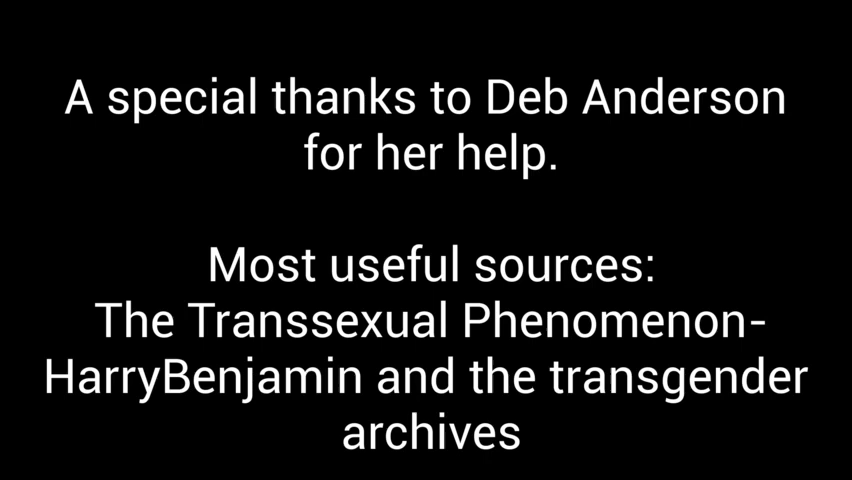 A special thanks to Deb Anderson
for her help.
Most useful sources:
The Transsexual Phenomenon-
HarryBenjamin and the transgender
archives